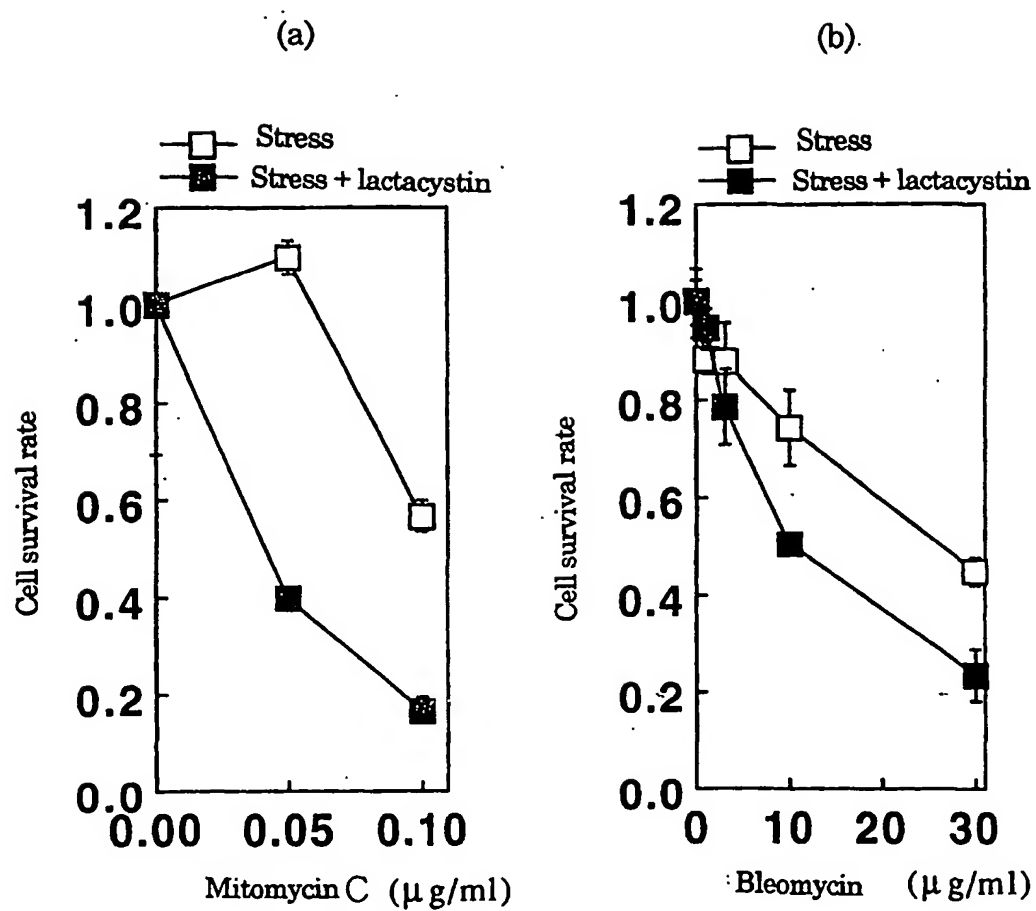 (a)
Stress
Stress + lactacystin
1.2
1.0
0.8
0.6
0.4
0.2
0.0
0.00 0.05 0.10
Cell survival rate
Mitomycin C (μg/ml)
(b)
Stress
Stress + lactacystin
1.2
1.0
0.8
0.6
0.4
0.2
0.0
0 10 20 30
Cell survival rate
Bleomycin (μg/ml)